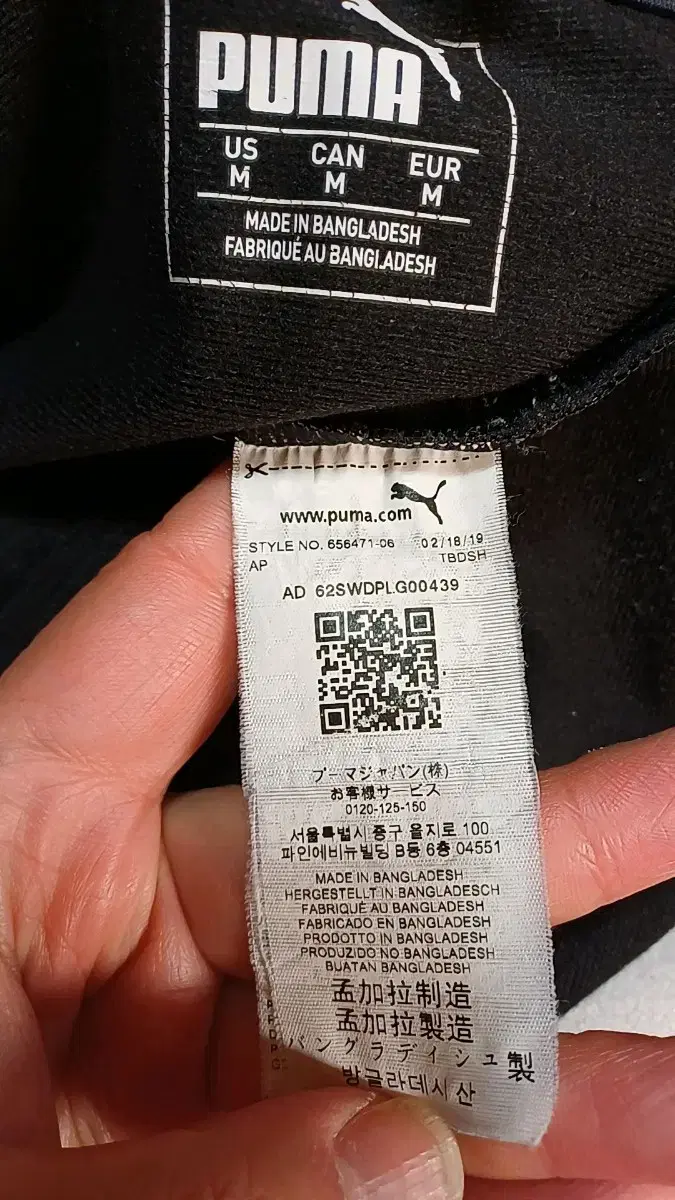 PUMA
US CAN EUR
M M M
MADE IN BANGLADESH
FABRIQUÉ AU BANGLADESH
www.puma.com
STYLE NO. 656471-06 02/18/19
AP TBDSH
AD 62SWDPLG00439
プーマジャパン(株)
お客様サービス
0120-125-150
서울특별시 중구 을지로 100
파인애비뉴빌딩 B동 6층 04551
MADE IN BANGLADESH
HERGESTELLT IN BANGLADESCH
FABRIQUÉ AU BANGLADESH
FABRICADO EN BANGLADESH
PRODOTTO IN BANGLADESH
PRODUZIDO NO BANGLADESH
BUATAN BANGLADESH
孟加拉制造
孟加拉製造
バングラディシュ製
방글라데시 산